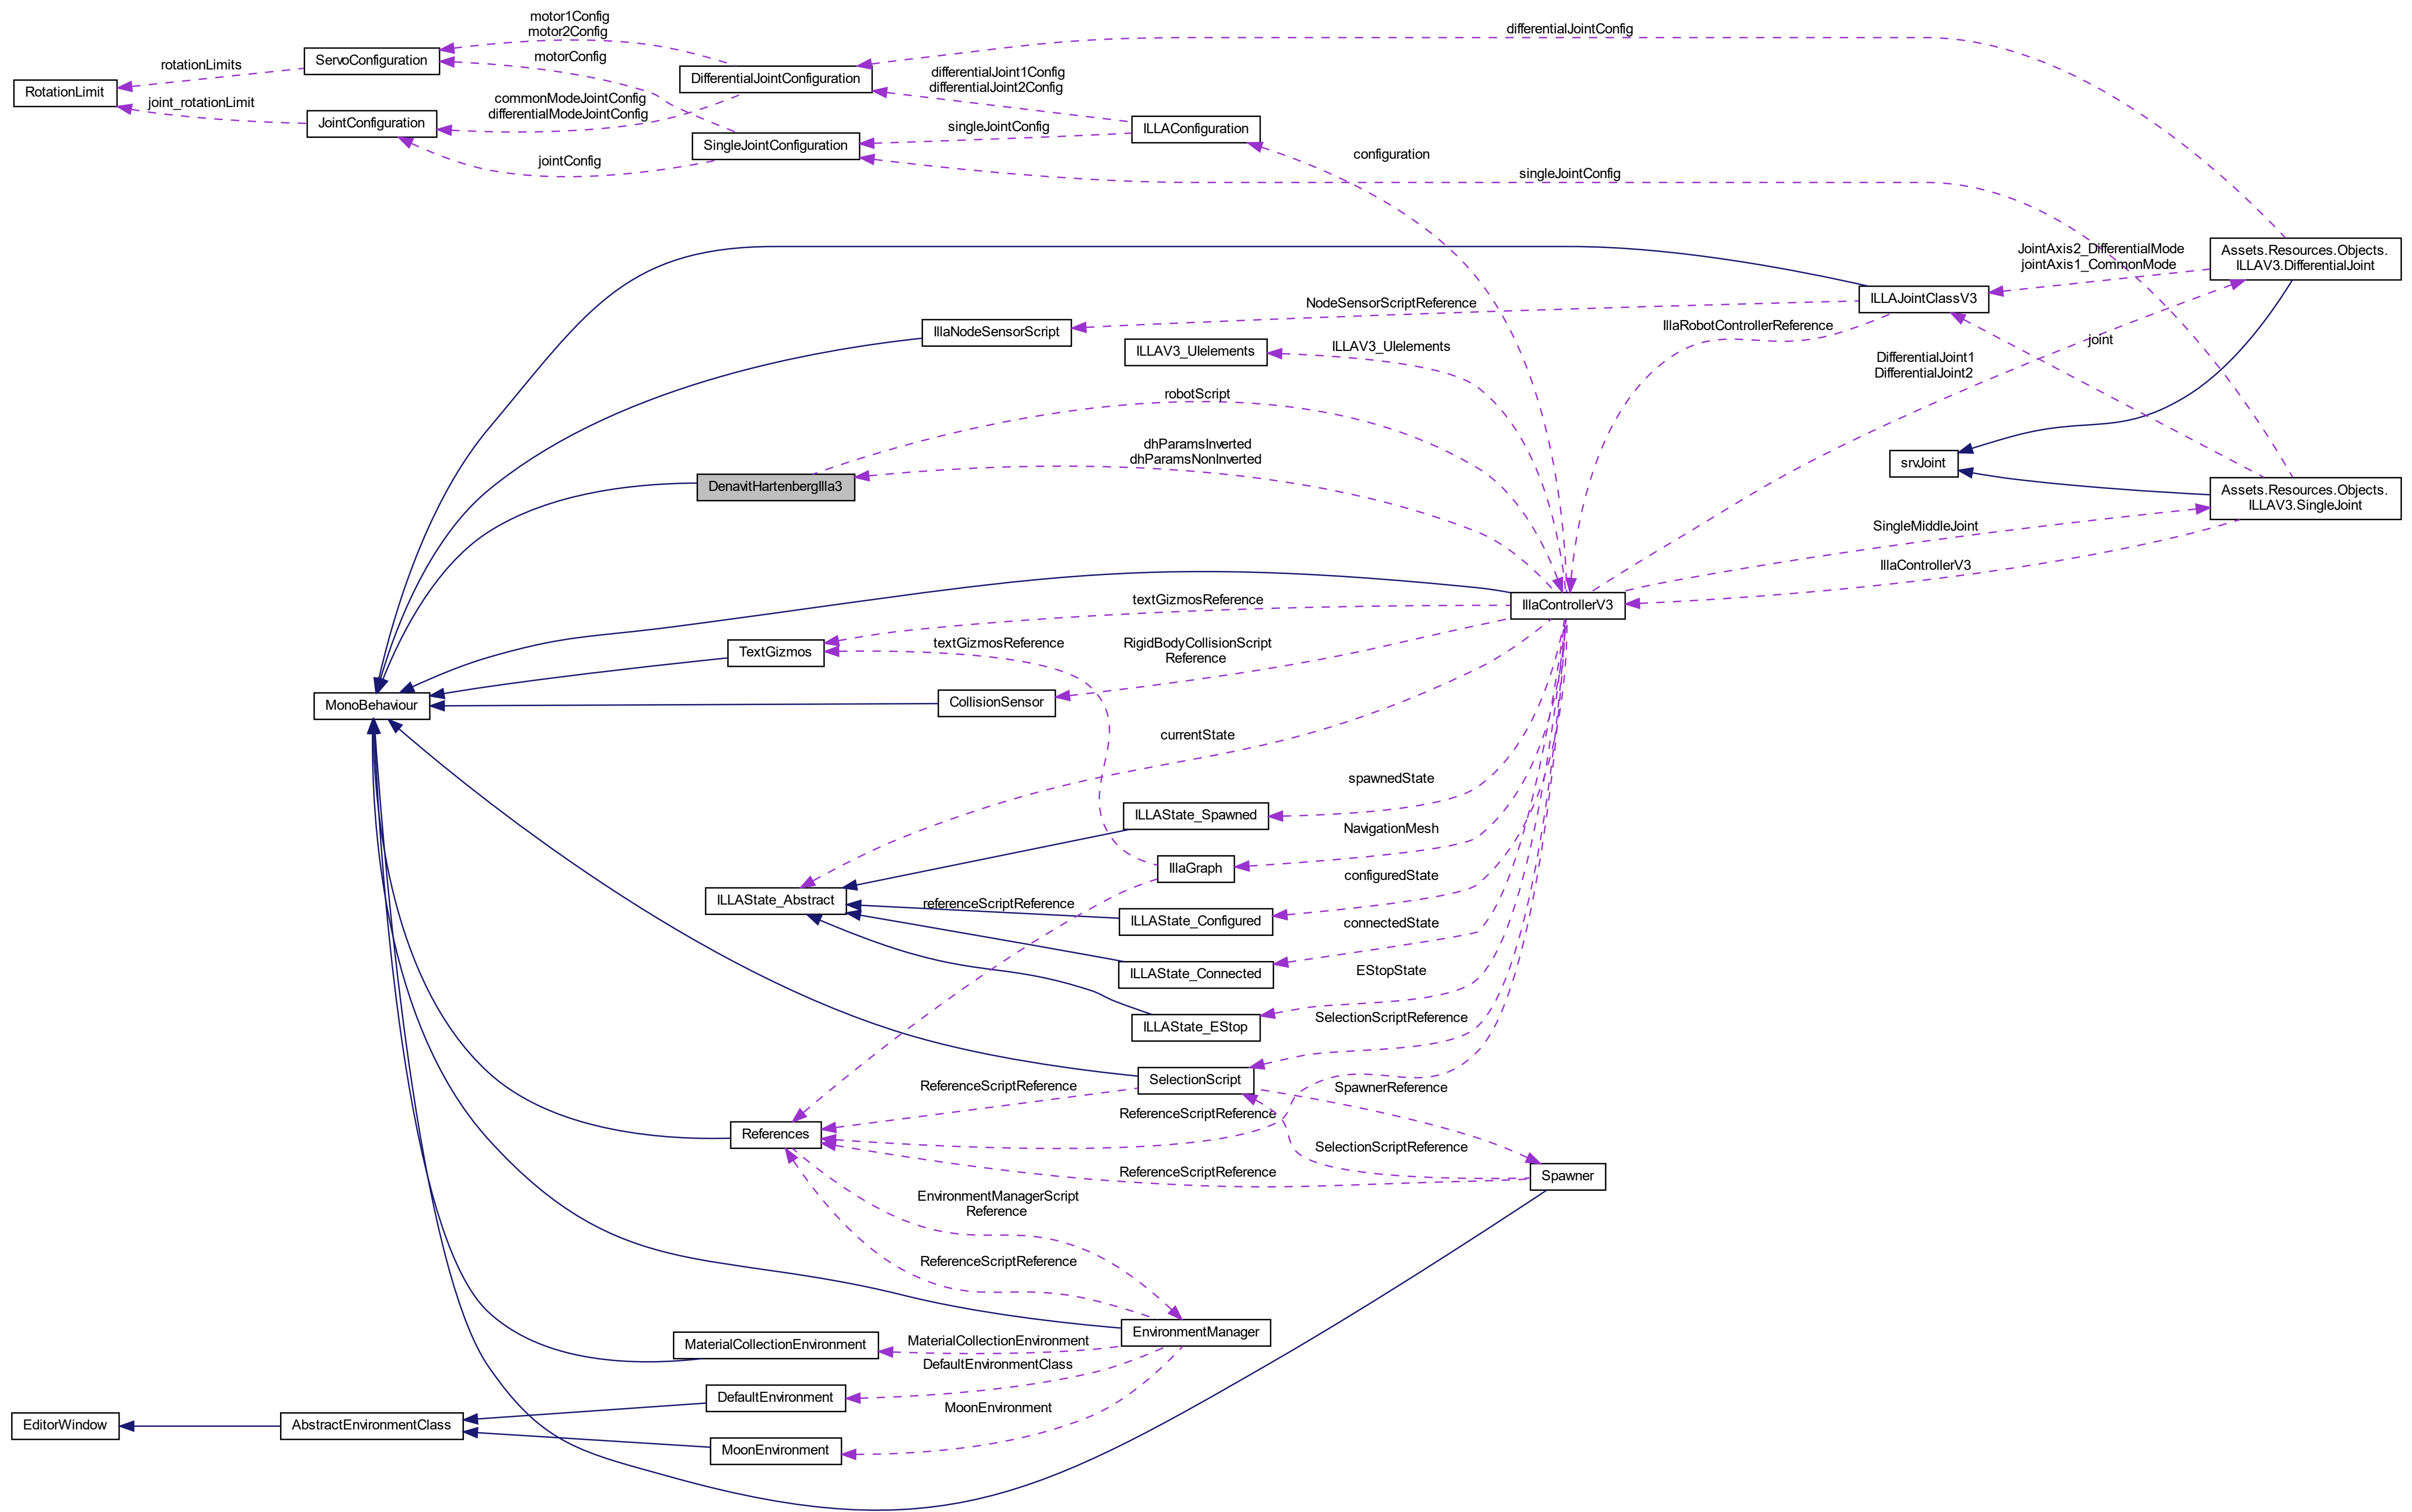 motor1Config
motor2Config
differentialJointConfig
ServoConfiguration
rotationLimits
motorConfig
DifferentialJointConfiguration
differentialJoint1Config
differentialJoint2Config
RotationLimit
joint_rotationLimit
JointConfiguration
commonModeJointConfig
differentialModeJointConfig
singleJointConfig
ILLAConfiguration
SingleJointConfiguration
jointConfig
configuration
singleJointConfig
JointAxis2_DifferentialMode
jointAxis1_CommonMode
Assets.Resources.Objects.
ILLAV3.DifferentialJoint
ILLAJointClassV3
NodeSensorScriptReference
IllaNodeSensorScript
IllaRobotControllerReference
ILLAV3_UIelements
ILLAV3_UIelements
joint
DifferentialJoint1
DifferentialJoint2
robotScript
dhParamsInverted
dhParamsNonInverted
srvJoint
DenavitHartenbergIlla3
Assets.Resources.Objects.
ILLAV3.SingleJoint
SingleMiddleJoint
IllaControllerV3
textGizmosReference
IllaControllerV3
TextGizmos
textGizmosReference
RigidBodyCollisionScript
Reference
MonoBehaviour
CollisionSensor
currentState
spawnedState
ILLAState_Spawned
NavigationMesh
IllaGraph
configuredState
ILLAState_Abstract
referenceScriptReference
ILLAState_Configured
connectedState
ILLAState_Connected
EStopState
ILLAState_EStop
SelectionScriptReference
SelectionScript
ReferenceScriptReference
SpawnerReference
ReferenceScriptReference
References
SelectionScriptReference
ReferenceScriptReference
Spawner
EnvironmentManagerScript
Reference
ReferenceScriptReference
EnvironmentManager
MaterialCollectionEnvironment
MaterialCollectionEnvironment
DefaultEnvironmentClass
DefaultEnvironment
MoonEnvironment
EditorWindow
AbstractEnvironmentClass
MoonEnvironment